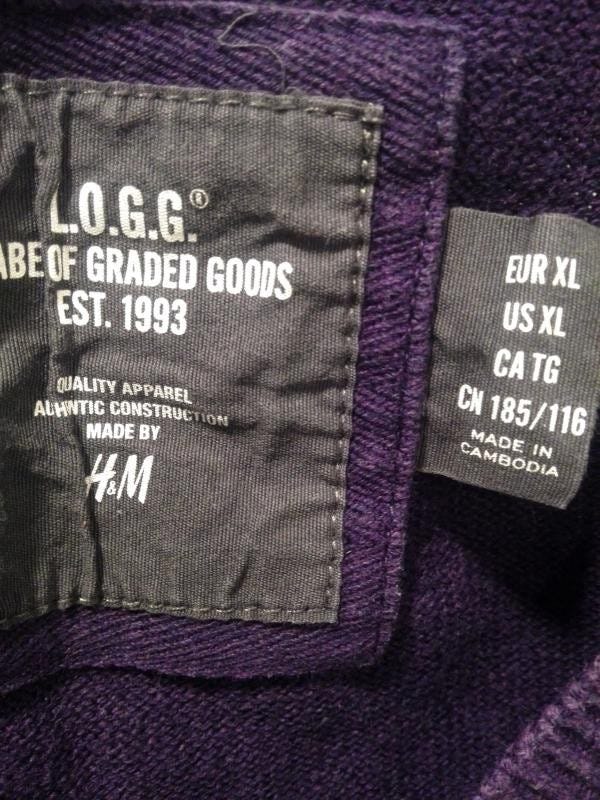 L.O.G.G.®
ABE OF GRADED GOODS
EST. 1993
QUALITY APPAREL
AUHNTIC CONSTRUCTION
MADE BY
H&M
EUR XL
US XL
CA TG
CN 185/116
MADE IN
CAMBODIA